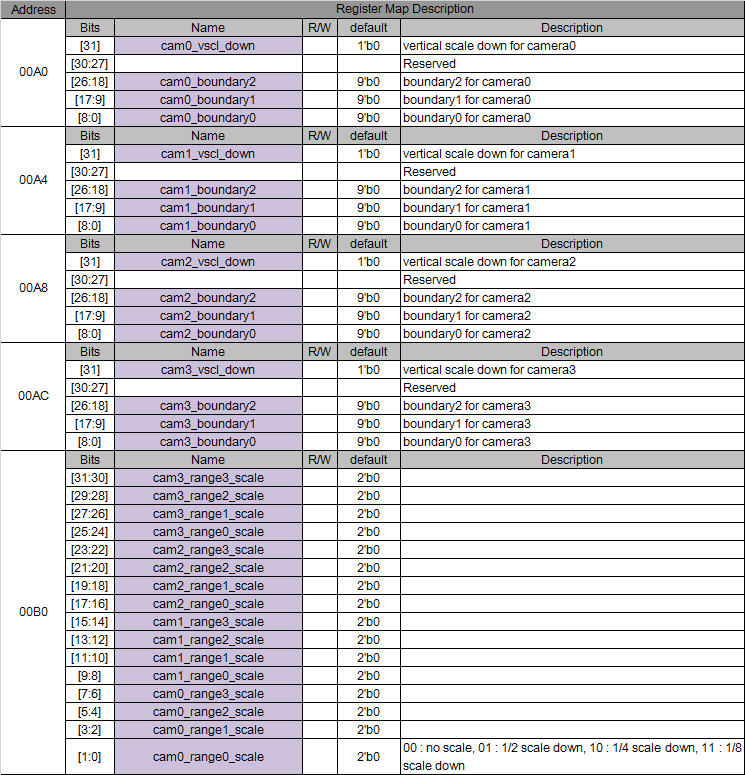 Address Register Map Description
00A0
Bits Name R/W default Description
[31] cam0_vscl_down 1'b0 vertical scale down for camera0
[30:27] Reserved
[26:18] cam0_boundary2 9'b0 boundary2 for camera0
[17:9] cam0_boundary1 9'b0 boundary1 for camera0
[8:0] cam0_boundary0 9'b0 boundary0 for camera0
00A4
Bits Name R/W default Description
[31] cam1_vscl_down 1'b0 vertical scale down for camera1
[30:27] Reserved
[26:18] cam1_boundary2 9'b0 boundary2 for camera1
[17:9] cam1_boundary1 9'b0 boundary1 for camera1
[8:0] cam1_boundary0 9'b0 boundary0 for camera1
00A8
Bits Name R/W default Description
[31] cam2_vscl_down 1'b0 vertical scale down for camera2
[30:27] Reserved
[26:18] cam2_boundary2 9'b0 boundary2 for camera2
[17:9] cam2_boundary1 9'b0 boundary1 for camera2
[8:0] cam2_boundary0 9'b0 boundary0 for camera2
00AC
Bits Name R/W default Description
[31] cam3_vscl_down 1'b0 vertical scale down for camera3
[30:27] Reserved
[26:18] cam3_boundary2 9'b0 boundary2 for camera3
[17:9] cam3_boundary1 9'b0 boundary1 for camera3
[8:0] cam3_boundary0 9'b0 boundary0 for camera3
00B0
Bits Name R/W default Description
[31:30] cam3_range3_scale 2'b0
[29:28] cam3_range2_scale 2'b0
[27:26] cam3_range1_scale 2'b0
[25:24] cam3_range0_scale 2'b0
[23:22] cam2_range3_scale 2'b0
[21:20] cam2_range2_scale 2'b0
[19:18] cam2_range1_scale 2'b0
[17:16] cam2_range0_scale 2'b0
[15:14] cam1_range3_scale 2'b0
[13:12] cam1_range2_scale 2'b0
[11:10] cam1_range1_scale 2'b0
[9:8] cam1_range0_scale 2'b0
[7:6] cam0_range3_scale 2'b0
[5:4] cam0_range2_scale 2'b0
[3:2] cam0_range1_scale 2'b0
[1:0] cam0_range0_scale 2'b0 00 : no scale, 01 : 1/2 scale down, 10 : 1/4 scale down, 11 : 1/8
scale down